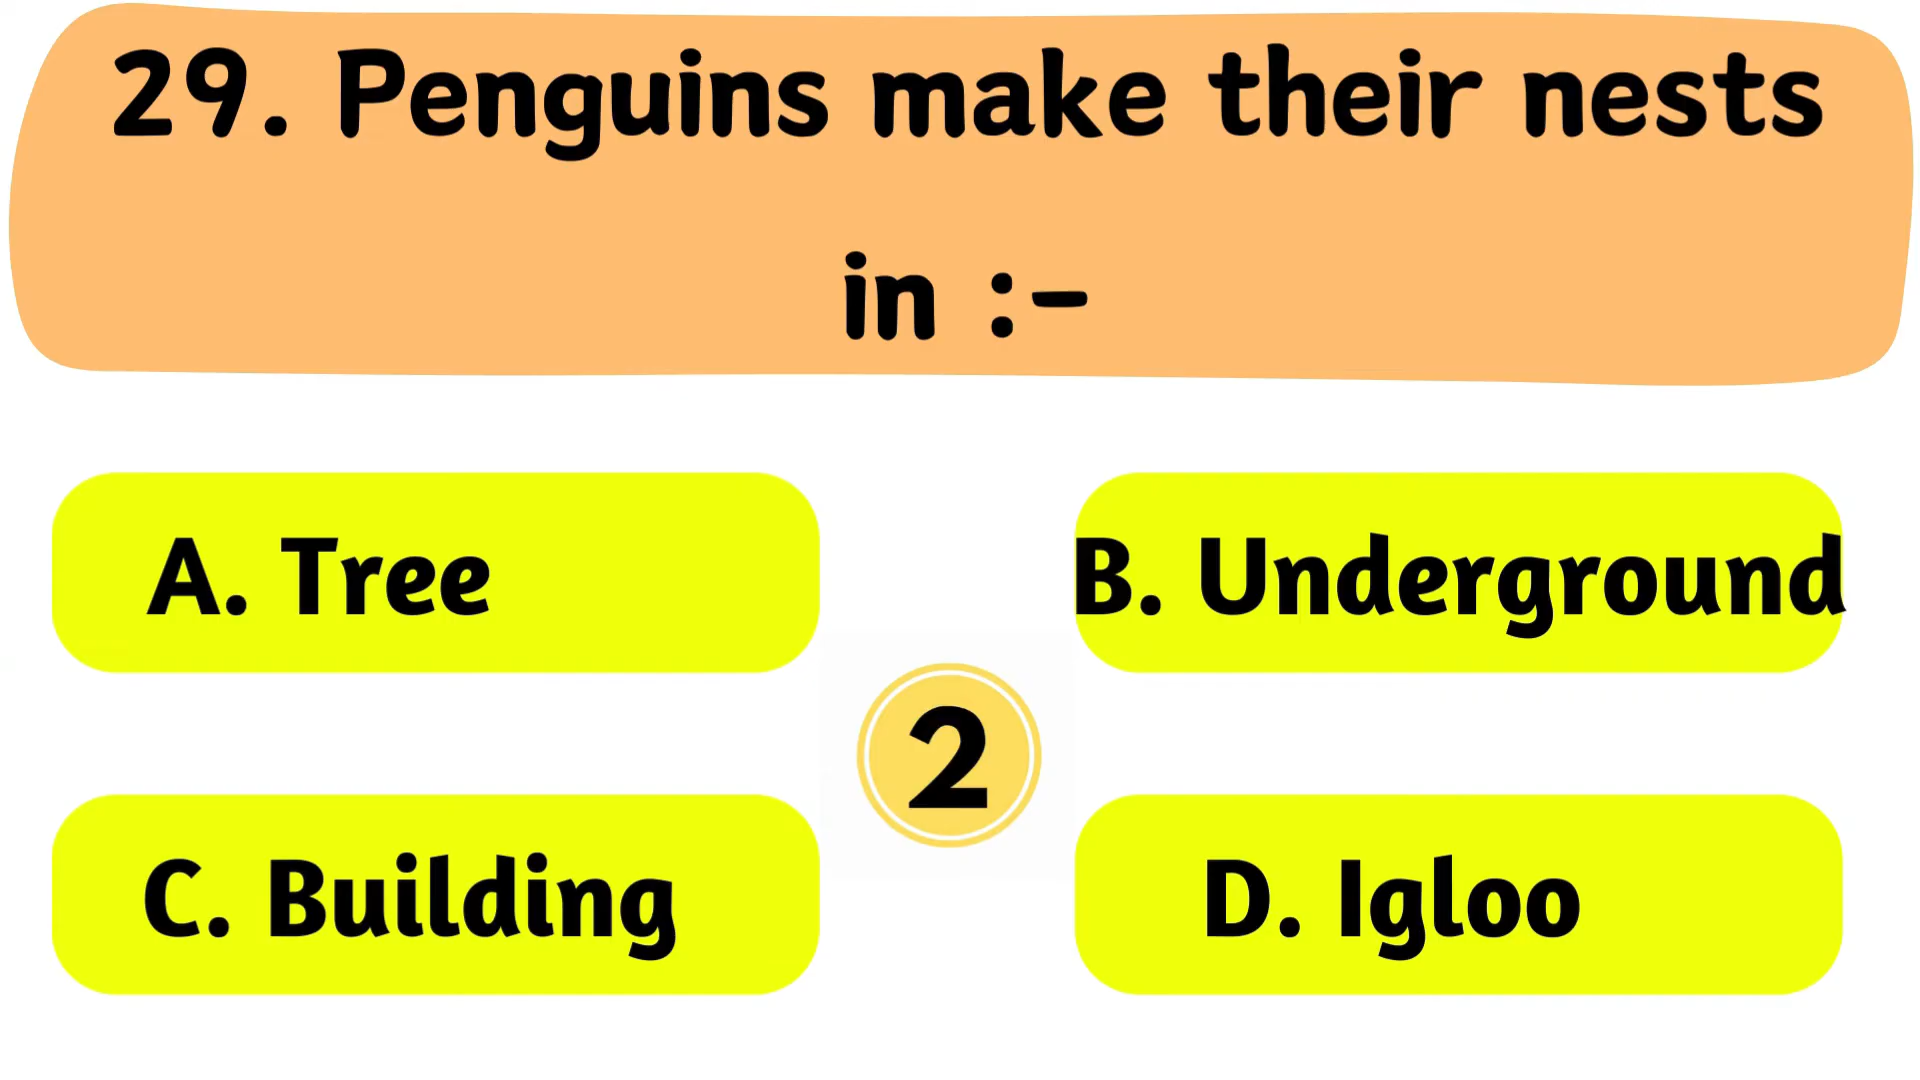 29. Penguins make their nests
in :-
A. Tree
B. Underground
2
C. Building
D. Igloo